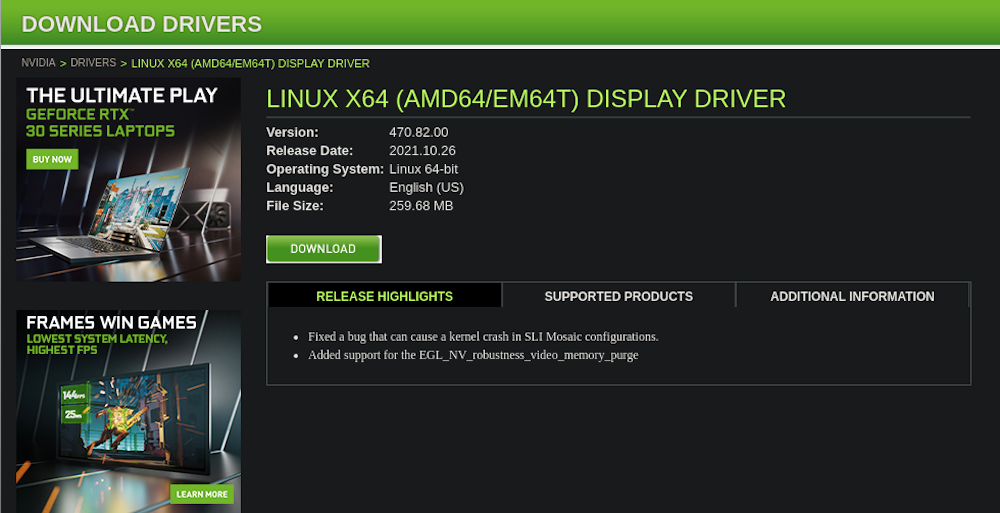 DOWNLOAD DRIVERS
NVIDIA > DRIVERS > LINUX X64 (AMD64/EM64T) DISPLAY DRIVER
THE ULTIMATE PLAY
GEFORCE RTX™
30 SERIES LAPTOPS
BUY NOW
FRAMES WIN GAMES
LOWEST SYSTEM LATENCY,
HIGHEST FPS
144FPS
25ms
LEARN MORE
LINUX X64 (AMD64/EM64T) DISPLAY DRIVER
Version: 470.82.00
Release Date: 2021.10.26
Operating System: Linux 64-bit
Language: English (US)
File Size: 259.68 MB
DOWNLOAD
RELEASE HIGHLIGHTS SUPPORTED PRODUCTS ADDITIONAL INFORMATION
• Fixed a bug that can cause a kernel crash in SLI Mosaic configurations.
• Added support for the EGL_NV_robustness_video_memory_purge